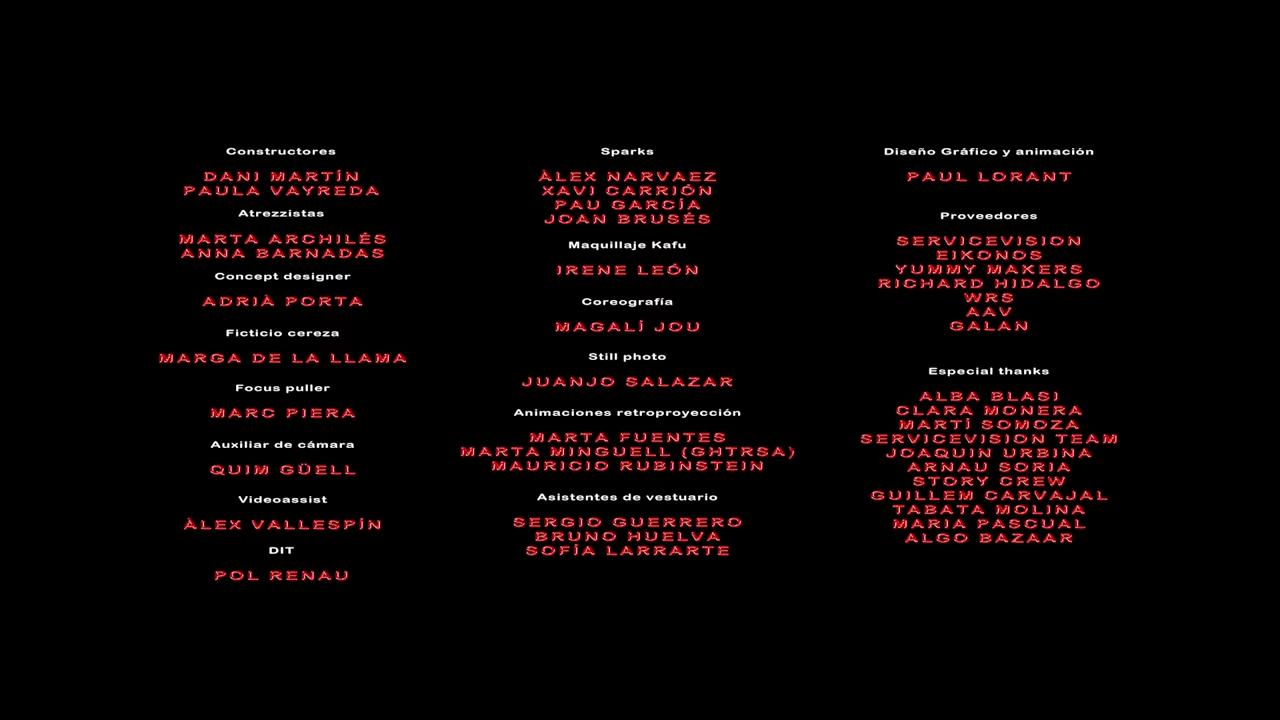 Constructores
DANI MARTÍN
PAULA VAYREDA
Atrezzistas
MARTA ARCHILÉS
ANNA BARNADAS
Concept designer
ADRIÀ PORTA
Ficticio cereza
MARGA DE LA LLAMA
Focus puller
MARC PIERA
Auxiliar de cámara
QUIM GÜELL
Videoassist
ÀLEX VALLESPÍN
DIT
POL RENAU
Sparks
ÀLEX NARVAEZ
XAVI CARRIÓN
PAU GARCÍA
JOAN BRUSÉS
Maquillaje Kafu
IRENE LEÓN
Coreografía
MAGALÍ JOU
Still photo
JUANJO SALAZAR
Animaciones retroproyección
MARTA FUENTES
MARTA MINGUELL (GHTRSA)
MAURICIO RUBINSTEIN
Asistentes de vestuario
SERGIO GUERRERO
BRUNO HUELVA
SOFÍA LARRARTE
Diseño Gráfico y animación
PAUL LORANT
Proveedores
SERVICEVISION
EIKONOS
YUMMY MAKERS
RICHARD HIDALGO
WRS
AAV
GALAN
Especial thanks
ALBA BLASI
CLARA MONERA
MARTÍ SOMOZA
SERVICEVISION TEAM
JOAQUIN URBINA
ARNAU SORIA
STORY CREW
GUILLEM CARVAJAL
TABATA MOLINA
MARIA PASCUAL
ALGO BAZAAR